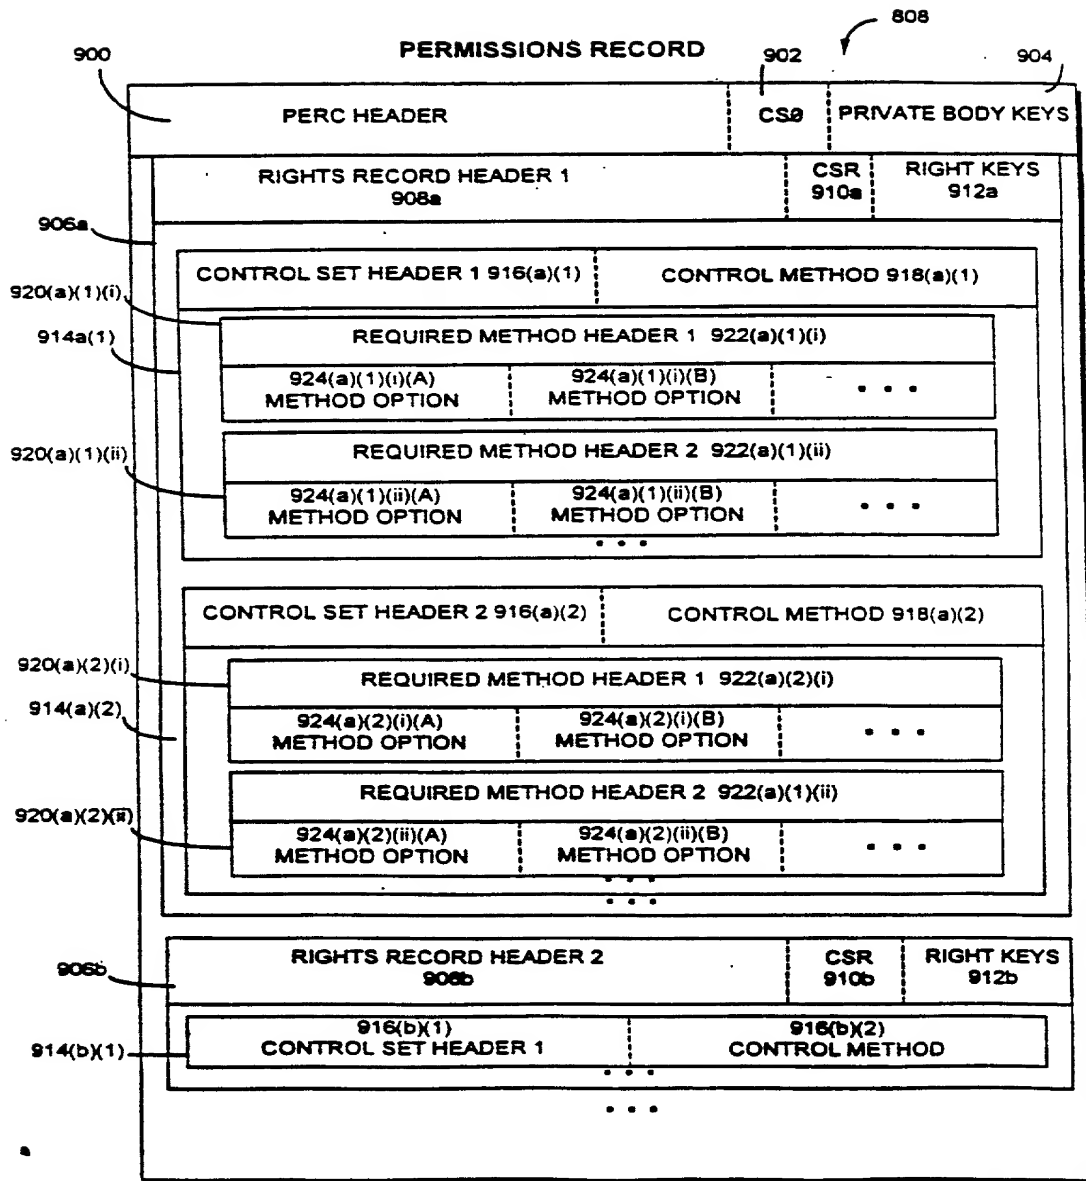 808
PERMISSIONS RECORD
900
902
904
PERC HEADER
CS0
PRIVATE BODY KEYS
RIGHTS RECORD HEADER 1
908a
CSR
910a
RIGHT KEYS
912a
906a
CONTROL SET HEADER 1 916(a)(1)
CONTROL METHOD 918(a)(1)
920(a)(1)(i)
REQUIRED METHOD HEADER 1 922(a)(1)(i)
914a(1)
924(a)(1)(i)(A)
METHOD OPTION
924(a)(1)(i)(B)
METHOD OPTION
• • •
920(a)(1)(ii)
REQUIRED METHOD HEADER 2 922(a)(1)(ii)
924(a)(1)(ii)(A)
METHOD OPTION
924(a)(1)(ii)(B)
METHOD OPTION
• • •
• • •
CONTROL SET HEADER 2 916(a)(2)
CONTROL METHOD 918(a)(2)
920(a)(2)(i)
REQUIRED METHOD HEADER 1 922(a)(2)(i)
914(a)(2)
924(a)(2)(i)(A)
METHOD OPTION
924(a)(2)(i)(B)
METHOD OPTION
• • •
REQUIRED METHOD HEADER 2 922(a)(1)(ii)
920(a)(2)(ii)
924(a)(2)(ii)(A)
METHOD OPTION
924(a)(2)(ii)(B)
METHOD OPTION
• • •
• • •
• • •
906b
RIGHTS RECORD HEADER 2
908b
CSR
910b
RIGHT KEYS
912b
914(b)(1)
916(b)(1)
CONTROL SET HEADER 1
916(b)(2)
CONTROL METHOD
• • •
• • •